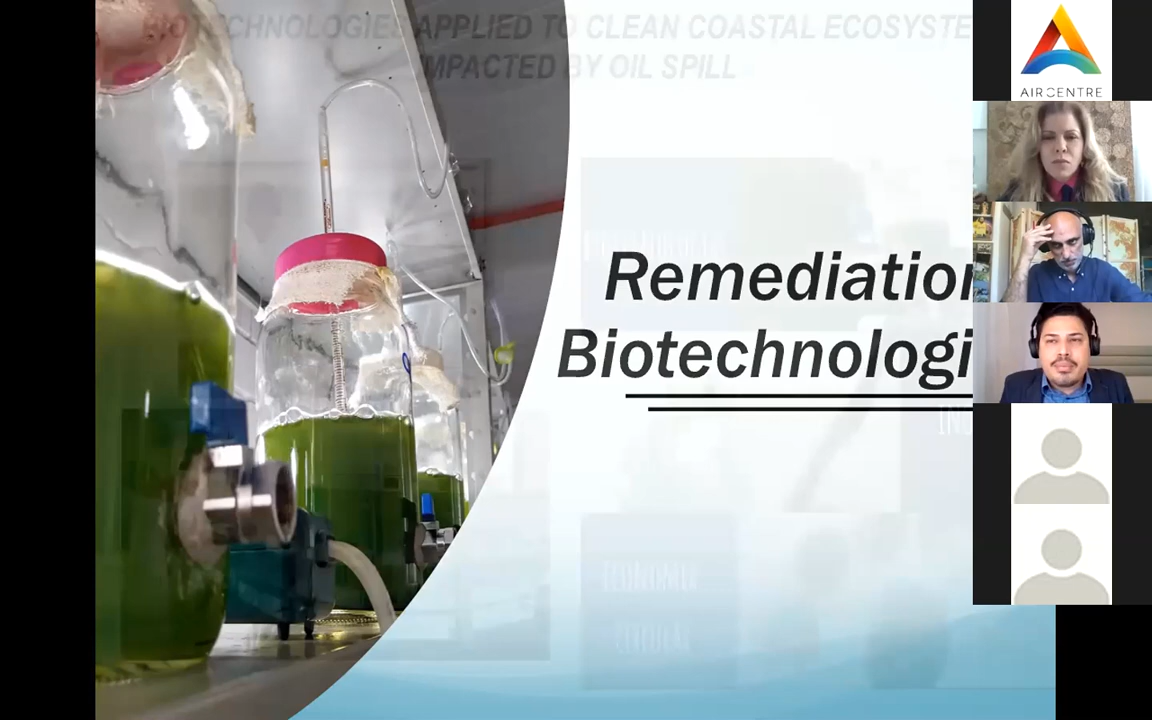 BIOTECHNOLOGIES APPLIED TO CLEAN COASTAL ECOSYSTE
IMPACTED BY OIL SPILL
AIR CENTRE
Remediation
Biotechnologi